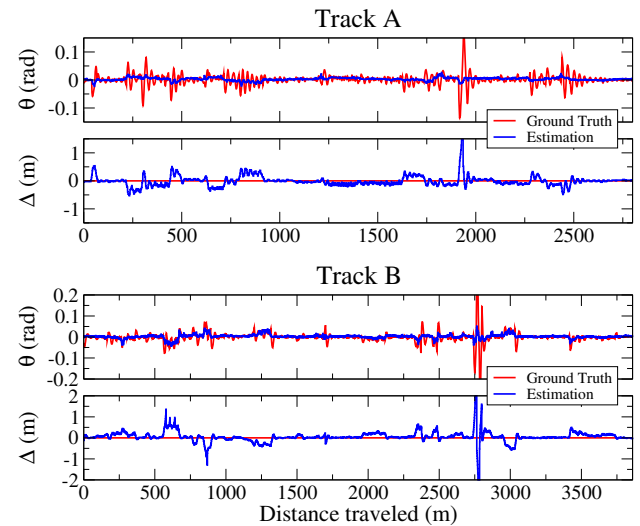 Track A
θ (rad)
0.1
0
-0.1
Ground Truth
Estimation
Δ (m)
1
0
-1
0 500 1000 1500 2000 2500
Track B
θ (rad)
0.2
0.1
0
-0.1
-0.2
Ground Truth
Estimation
Δ (m)
2
1
0
-1
-2
0 500 1000 1500 2000 2500 3000 3500
Distance traveled (m)